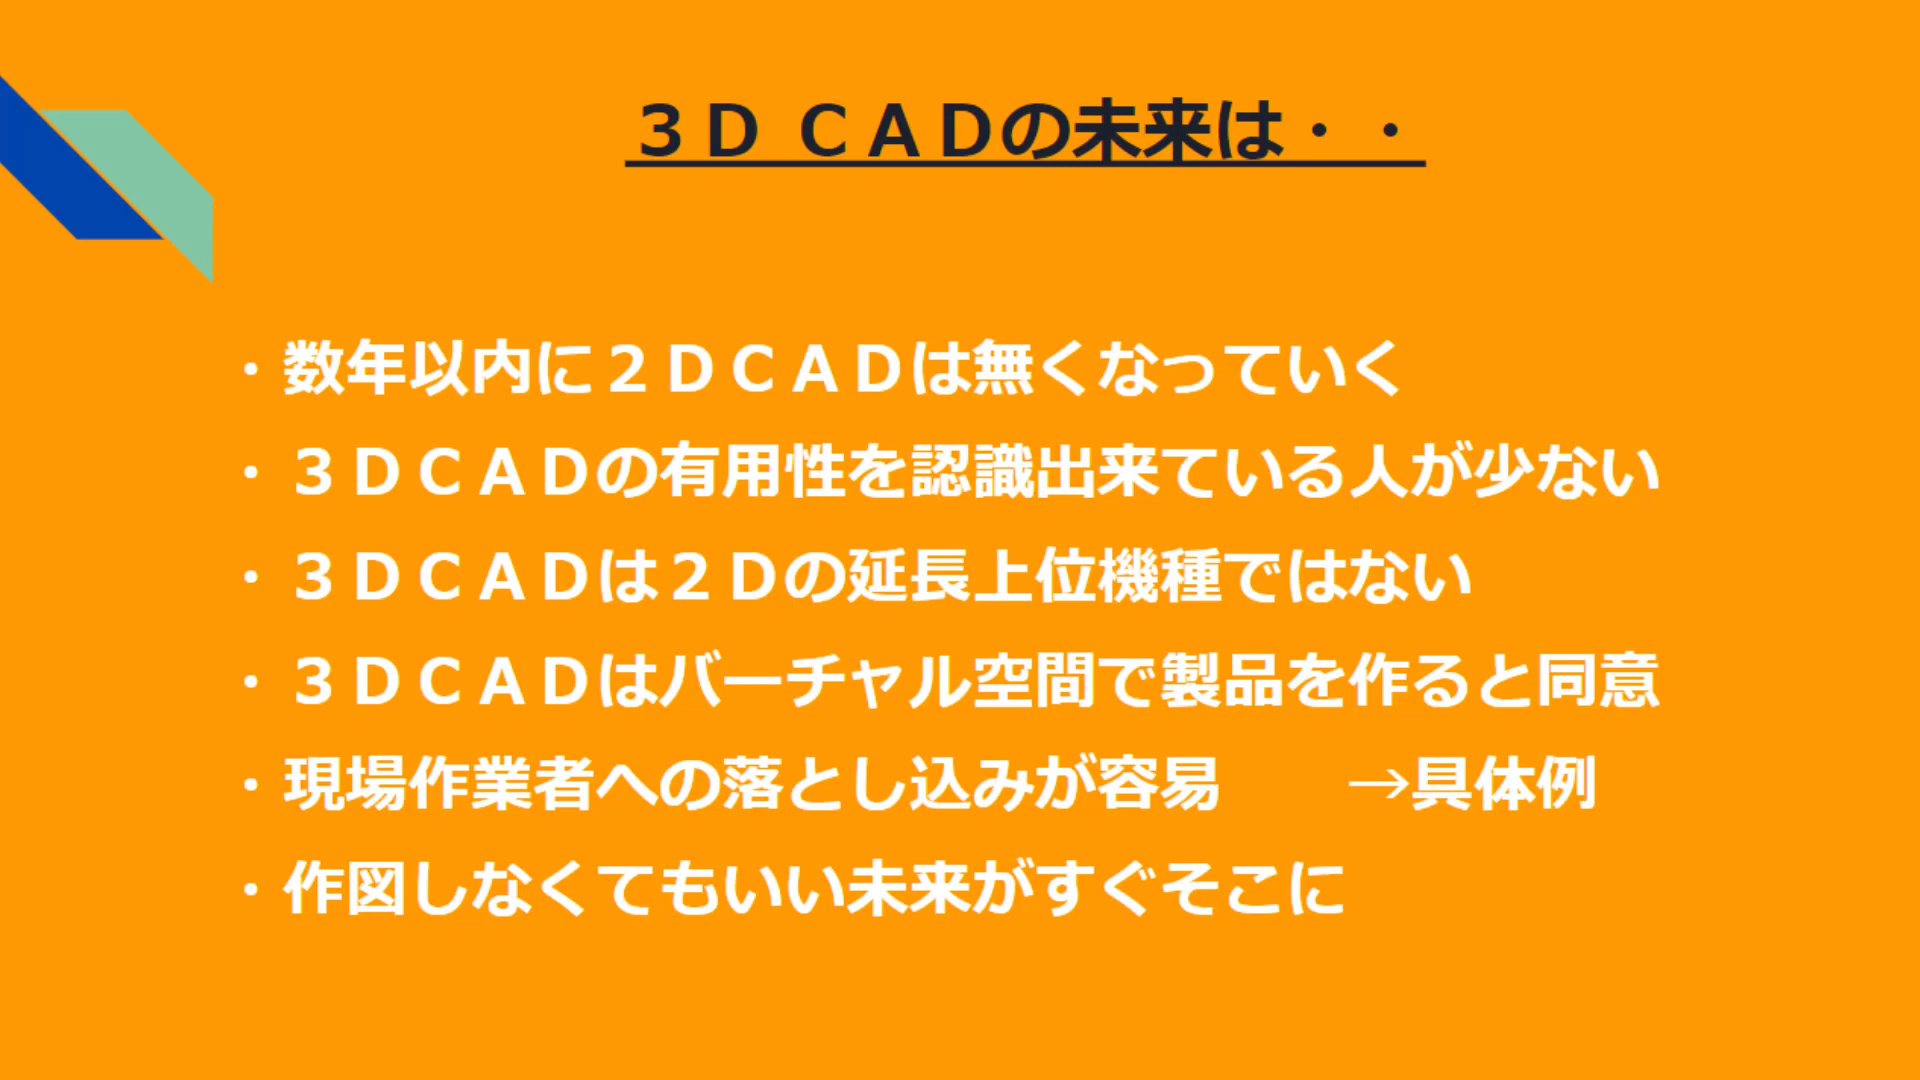 ３Ｄ ＣＡＤの未来は・・
・数年以内に２ＤＣＡＤは無くなっていく
・３ＤＣＡＤの有用性を認識出来ている人が少ない
・３ＤＣＡＤは２Ｄの延長上位機種ではない
・３ＤＣＡＤはバーチャル空間で製品を作ると同意
・現場作業者への落とし込みが容易　　→具体例
・作図しなくてもいい未来がすぐそこに